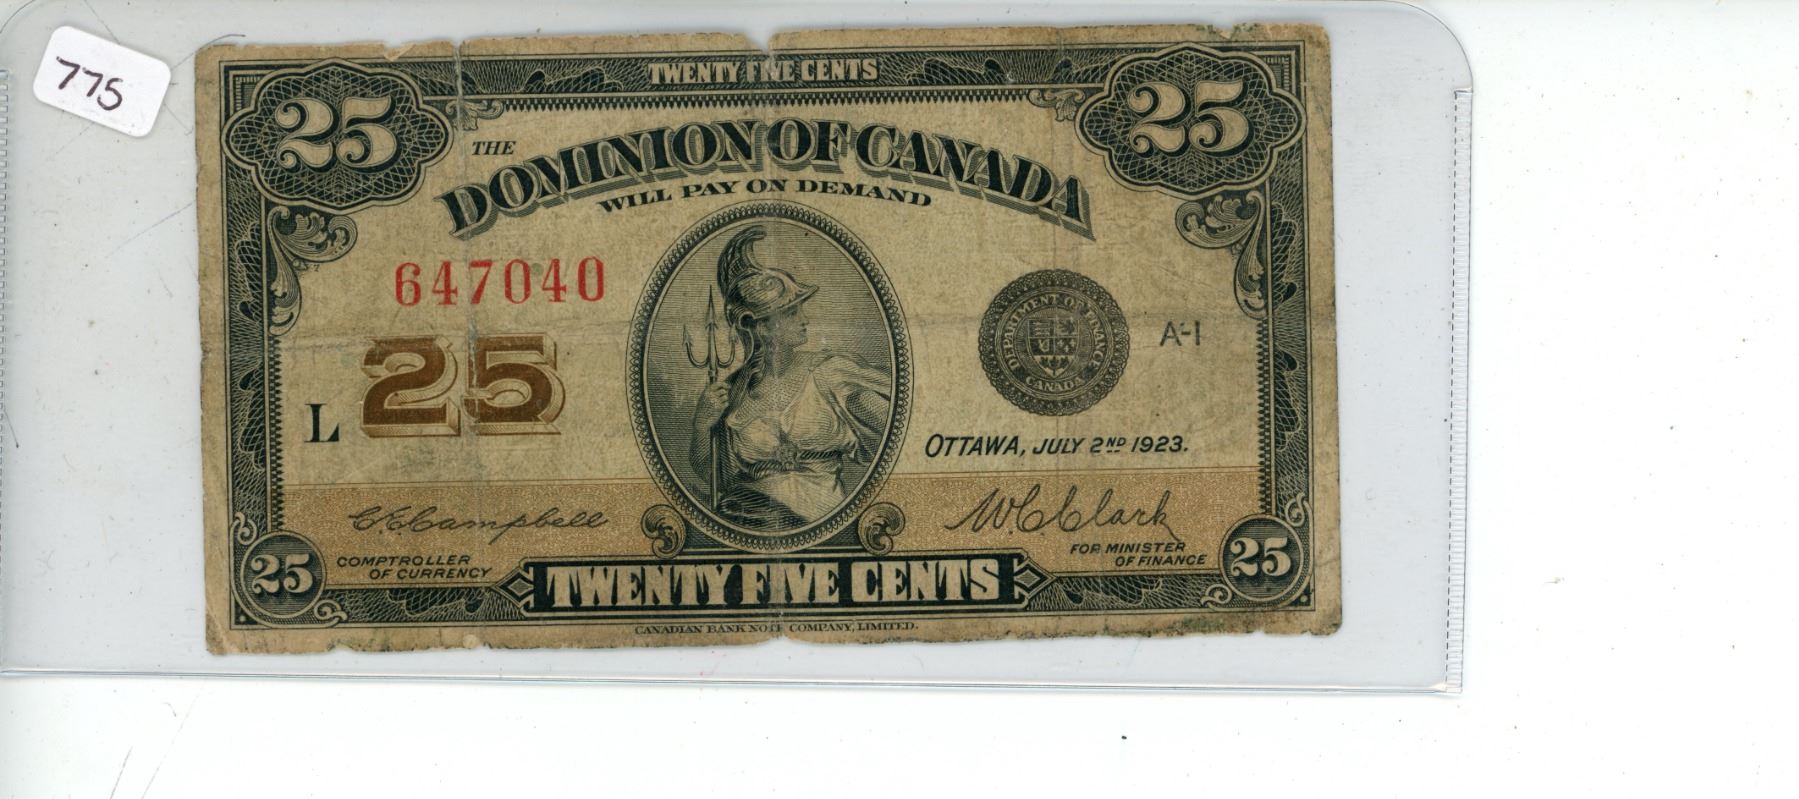 775
TWENTY FIVE CENTS
25
25
THE
DOMINION OF CANADA
WILL PAY ON DEMAND
647040
DEPARTMENT OF FINANCE
CANADA
A-1
25
L
OTTAWA, JULY 2ND 1923.
C.E. Campbell
W.C. Clark
COMPTROLLER
OF CURRENCY
FOR MINISTER
OF FINANCE
25
25
TWENTY FIVE CENTS
CANADIAN BANK NOTE COMPANY, LIMITED.